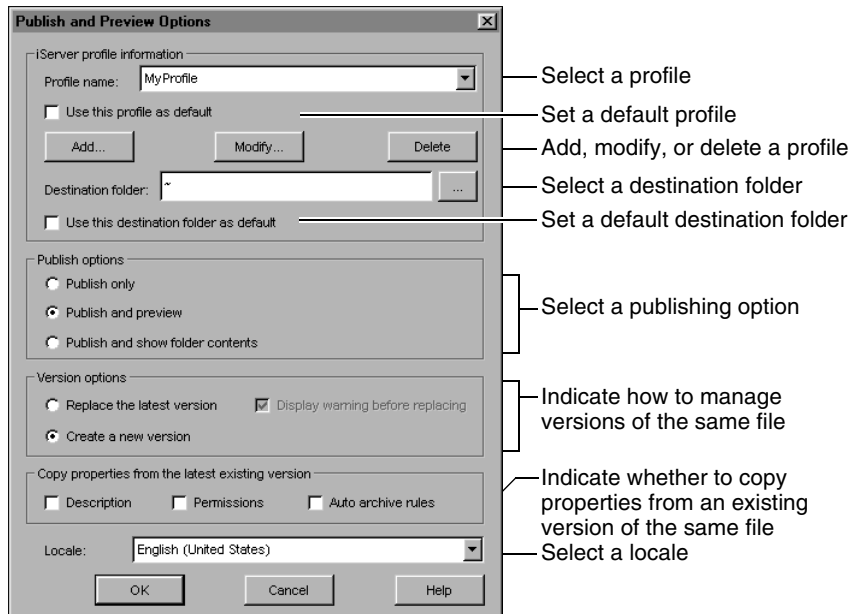 Publish and Preview Options
iServer profile information
Profile name: MyProfile
Select a profile
Use this profile as default
Set a default profile
Add... Modify... Delete
Add, modify, or delete a profile
Destination folder: ~ ...
Select a destination folder
Use this destination folder as default
Set a default destination folder
Publish options
Publish only
Publish and preview
Publish and show folder contents
Select a publishing option
Version options
Replace the latest version Display warning before replacing
Create a new version
Indicate how to manage
versions of the same file
Copy properties from the latest existing version
Description Permissions Auto archive rules
Indicate whether to copy
properties from an existing
version of the same file
Locale: English (United States)
Select a locale
OK Cancel Help